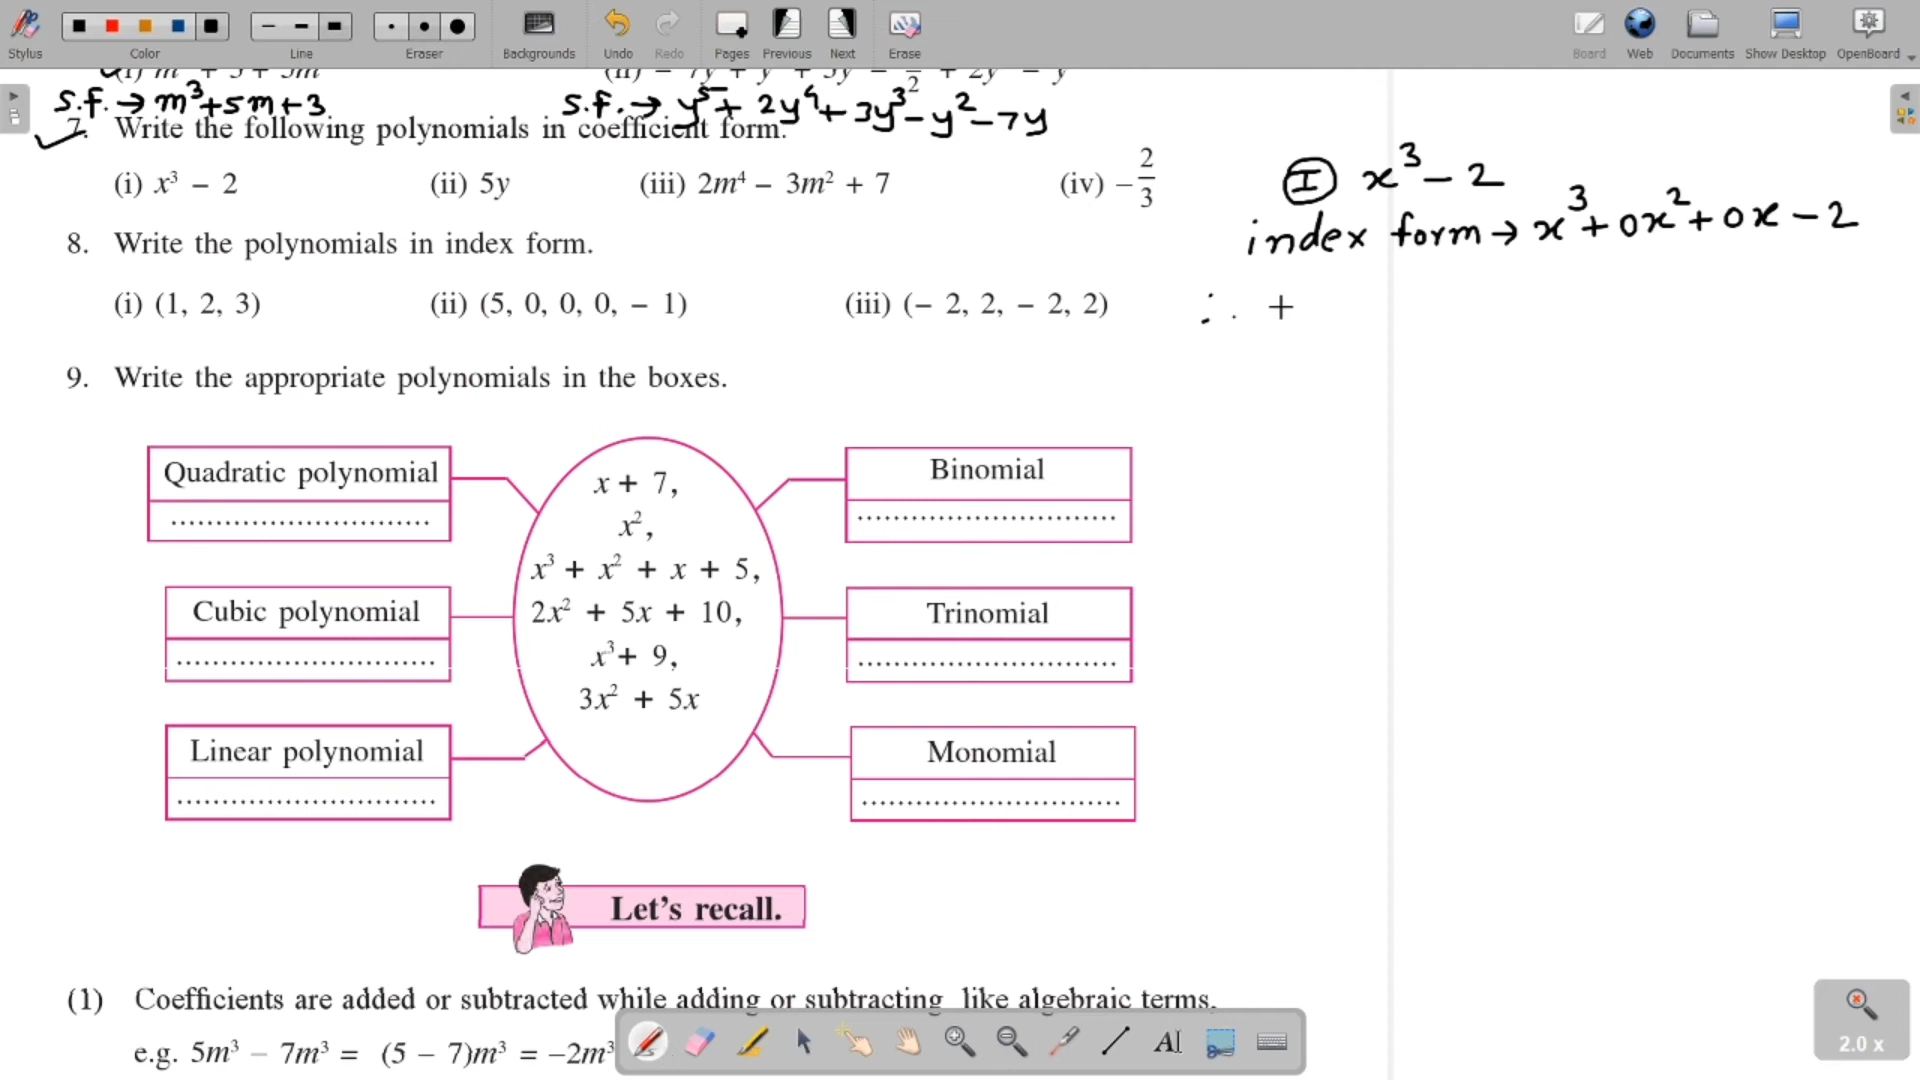 Stylus Color Line Eraser Backgrounds Undo Redo Pages Previous Next Erase Board Web Documents Show Desktop OpenBoard
S.f. → m³+5m+3 S.f. → y⁵+ 2y⁴+ 3y³− y²−7y
7. Write the following polynomials in coefficient form.
(i) x³ − 2 (ii) 5y (iii) 2m⁴ − 3m² + 7 (iv) −2/3
I x³− 2
index form → x³+0x²+0x−2
8. Write the polynomials in index form.
(i) (1, 2, 3) (ii) (5, 0, 0, 0, − 1) (iii) (− 2, 2, − 2, 2)
∴ +
9. Write the appropriate polynomials in the boxes.
Quadratic polynomial
..............................
Cubic polynomial
..............................
Linear polynomial
..............................
x + 7,
x²,
x³ + x² + x + 5,
2x² + 5x + 10,
x³+ 9,
3x² + 5x
Binomial
..............................
Trinomial
..............................
Monomial
..............................
Let's recall.
(1) Coefficients are added or subtracted while adding or subtracting like algebraic terms,
e.g. 5m³ − 7m³ = (5 − 7)m³ = −2m³
2.0 x